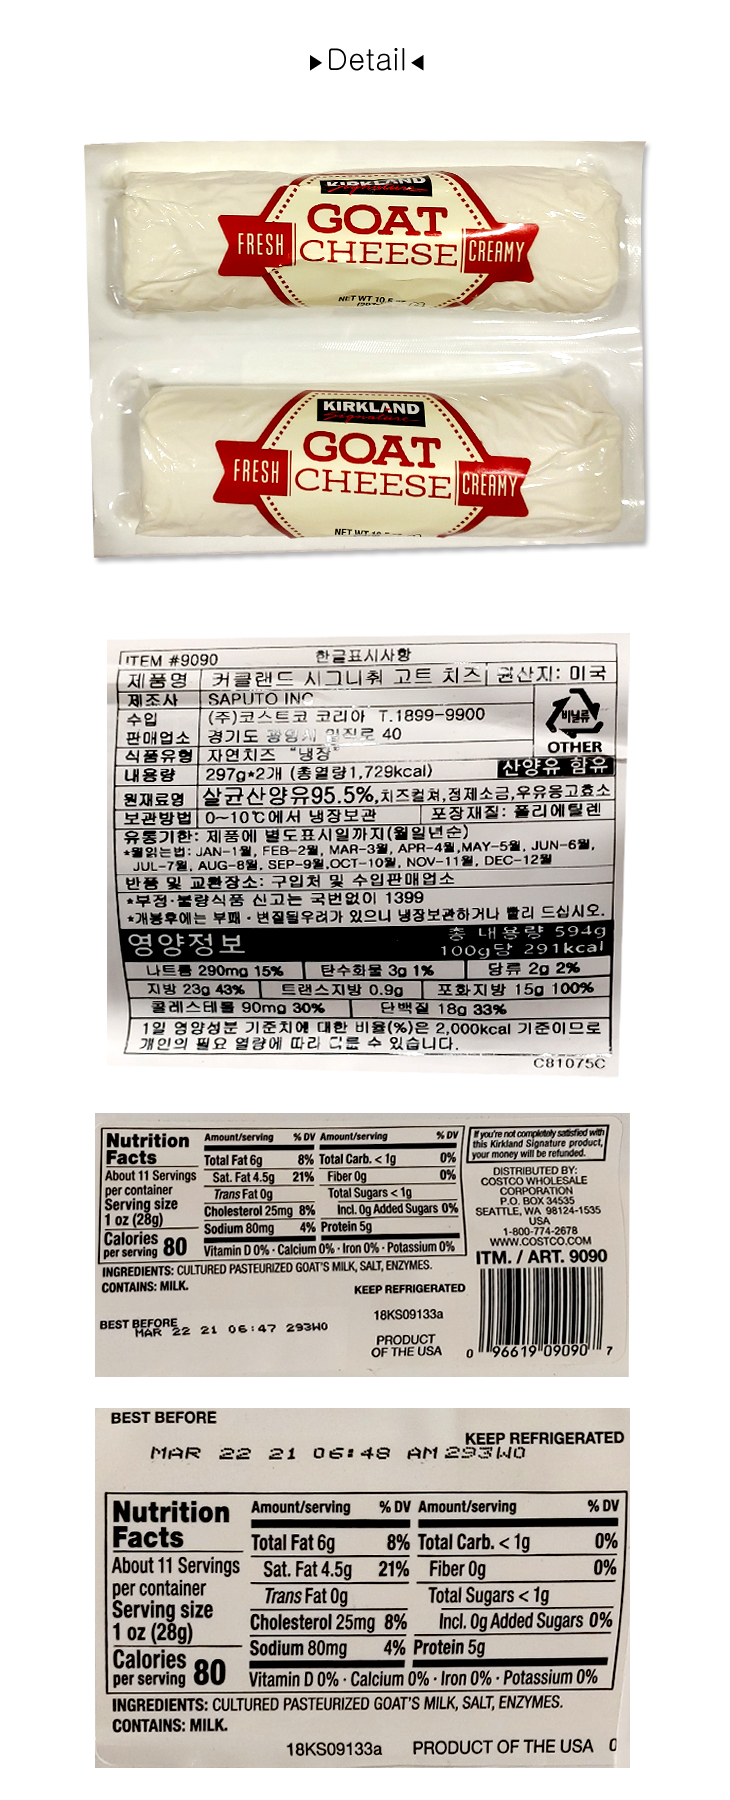 ▶Detail◀
KIRKLAND
Signature
GOAT
CHEESE
FRESH
CREAMY
NET WT 10.5
KIRKLAND
Signature
GOAT
CHEESE
FRESH
CREAMY
NET WT
ITEM #9090 한글표시사항
제품명 커클랜드 시그니춰 고트 치즈 원산지: 미국
제조사 SAPUTO INC
수입 (주)코스트코 코리아 T.1899-9900
판매업소 경기도 광명시 일직로 40
비닐류
OTHER
식품유형 자연치즈 "냉장"
내용량 297g*2개 (총열량1,729kcal) 산양유 함유
원재료명 살균산양유95.5%,치즈컬쳐,정제소금,우유응고효소
보관방법 0~10℃에서 냉장보관 포장재질: 폴리에틸렌
유통기한: 제품에 별도표시일까지(월일년순)
*월읽는법: JAN-1월, FEB-2월, MAR-3월, APR-4월,MAY-5월, JUN-6월,
JUL-7월, AUG-8월, SEP-9월,OCT-10월, NOV-11월, DEC-12월
반품 및 교환장소: 구입처 및 수입판매업소
*부정·불량식품 신고는 국번없이 1399
*개봉후에는 부패·변질될우려가 있으니 냉장보관하거나 빨리 드십시오.
영양정보 총 내용량 594g
100g당 291kcal
나트륨 290mg 15% 탄수화물 3g 1% 당류 2g 2%
지방 23g 43% 트랜스지방 0.9g 포화지방 15g 100%
콜레스테롤 90mg 30% 단백질 18g 33%
1일 영양성분 기준치에 대한 비율(%)은 2,000kcal 기준이므로
개인의 필요 열량에 따라 다를 수 있습니다.
C81075C
Nutrition
Facts
About 11 Servings
per container
Serving size
1 oz (28g)
Calories
per serving 80
Amount/serving % DV Amount/serving % DV
Total Fat 6g 8% Total Carb. < 1g 0%
Sat. Fat 4.5g 21% Fiber 0g 0%
Trans Fat 0g Total Sugars < 1g
Cholesterol 25mg 8% Incl. 0g Added Sugars 0%
Sodium 80mg 4% Protein 5g
Vitamin D 0% · Calcium 0% · Iron 0% · Potassium 0%
INGREDIENTS: CULTURED PASTEURIZED GOAT'S MILK, SALT, ENZYMES.
CONTAINS: MILK.
KEEP REFRIGERATED
BEST BEFORE
MAR 22 21 06:47 293W0
18KS09133a
PRODUCT
OF THE USA
If you're not completely satisfied with
this Kirkland Signature product,
your money will be refunded.
DISTRIBUTED BY:
COSTCO WHOLESALE
CORPORATION
P.O. BOX 34535
SEATTLE, WA 98124-1535
USA
1-800-774-2678
WWW.COSTCO.COM
ITM. / ART. 9090
0 96619 09090 7
BEST BEFORE
KEEP REFRIGERATED
MAR 22 21 06:48 AM 293W0
Nutrition
Facts
About 11 Servings
per container
Serving size
1 oz (28g)
Calories
per serving 80
Amount/serving % DV Amount/serving % DV
Total Fat 6g 8% Total Carb. < 1g 0%
Sat. Fat 4.5g 21% Fiber 0g 0%
Trans Fat 0g Total Sugars < 1g
Cholesterol 25mg 8% Incl. 0g Added Sugars 0%
Sodium 80mg 4% Protein 5g
Vitamin D 0% · Calcium 0% · Iron 0% · Potassium 0%
INGREDIENTS: CULTURED PASTEURIZED GOAT'S MILK, SALT, ENZYMES.
CONTAINS: MILK.
18KS09133a PRODUCT OF THE USA 0